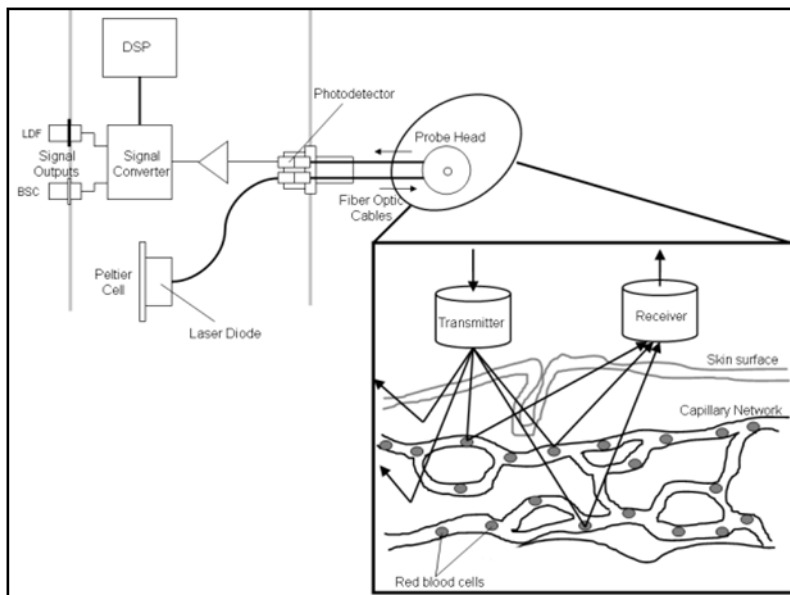 DSP
Photodetector
LDF
Signal
Outputs
BSC
Signal
Converter
Probe Head
Fiber Optic
Cables
Peltier
Cell
Laser Diode
Transmitter
Receiver
Skin surface
Capillary Network
Red blood cells